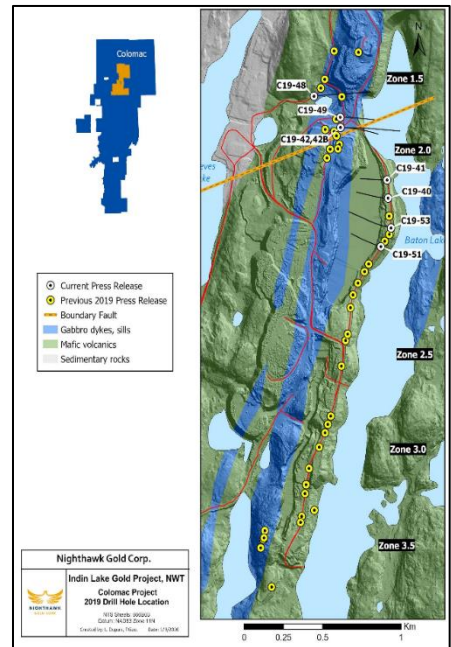 Colomac
Current Press Release
Previous 2019 Press Release
Boundary Fault
Gabbro dykes, sills
Mafic volcanics
Sedimentary rocks
Nighthawk Gold Corp.
NIGHTHAWK
GOLD CORP
Indin Lake Gold Project, NWT
Colomac Project
2019 Drill Hole Location
N
C19-48
Zone 1.5
C19-49
C19-42,42B
Zone 2.0
C19-41
C19-40
C19-53
Baton Lake
C19-51
Zone 2.5
Zone 3.0
Zone 3.5
Km
0 0.25 0.5 1